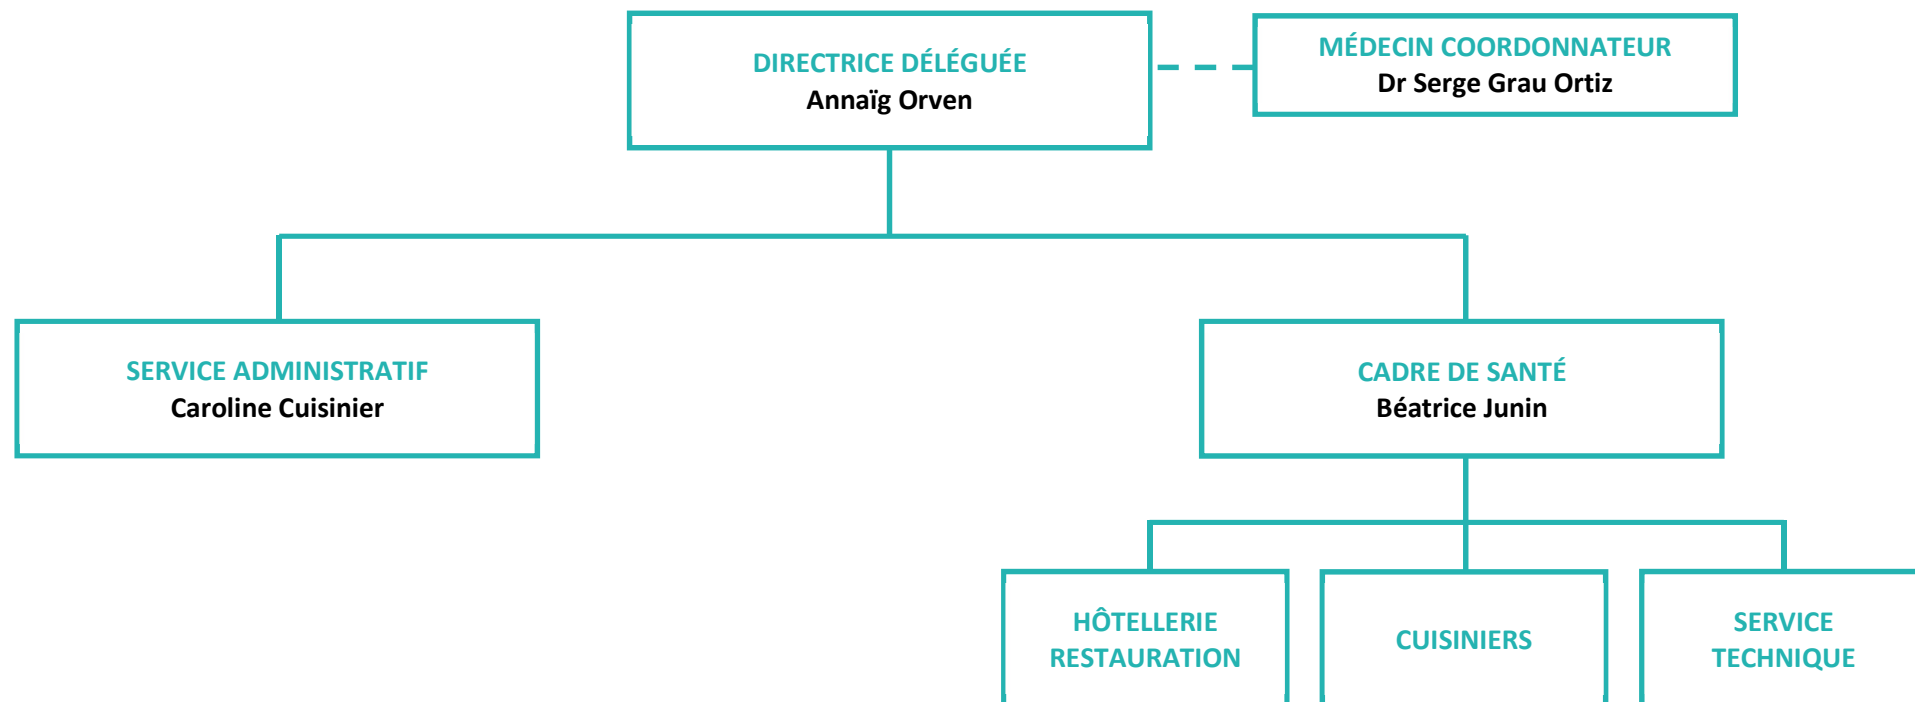 DIRECTRICE DÉLÉGUÉE
Annaïg Orven
MÉDECIN COORDONNATEUR
Dr Serge Grau Ortiz
SERVICE ADMINISTRATIF
Caroline Cuisinier
CADRE DE SANTÉ
Béatrice Junin
HÔTELLERIE
RESTAURATION
CUISINIERS
SERVICE
TECHNIQUE